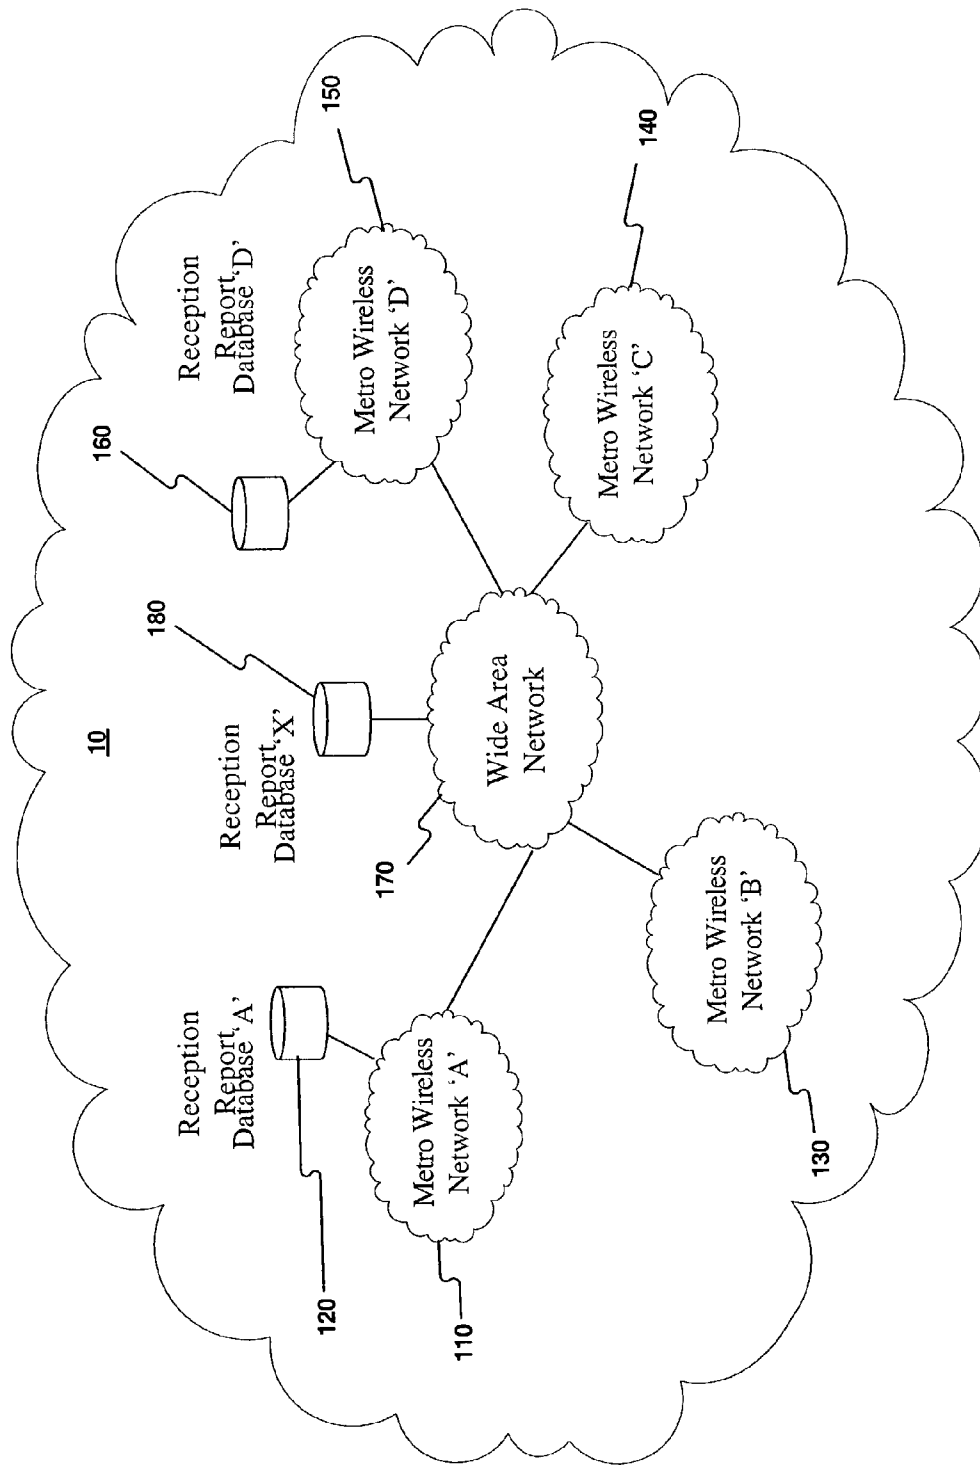 10
120
Reception
Report
Database 'A'
110
Metro Wireless
Network 'A'
130
Metro Wireless
Network 'B'
170
Reception
Report
Database 'X'
180
Wide Area
Network
160
Reception
Report
Database 'D'
150
Metro Wireless
Network 'D'
140
Metro Wireless
Network 'C'